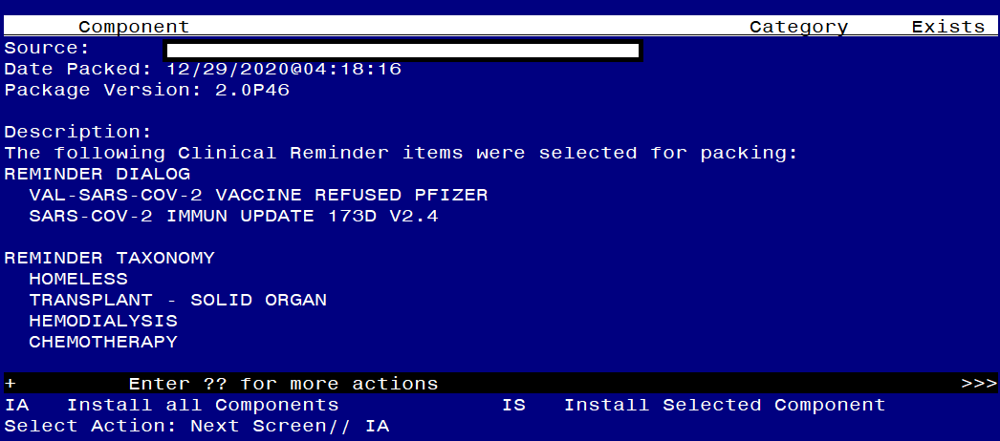 Component Category Exists
Source:
Date Packed: 12/29/2020@04:18:16
Package Version: 2.0P46
Description:
The following Clinical Reminder items were selected for packing:
REMINDER DIALOG
VAL-SARS-COV-2 VACCINE REFUSED PFIZER
SARS-COV-2 IMMUN UPDATE 173D V2.4
REMINDER TAXONOMY
HOMELESS
TRANSPLANT - SOLID ORGAN
HEMODIALYSIS
CHEMOTHERAPY
+ Enter ?? for more actions >>>
IA Install all Components IS Install Selected Component
Select Action: Next Screen// IA